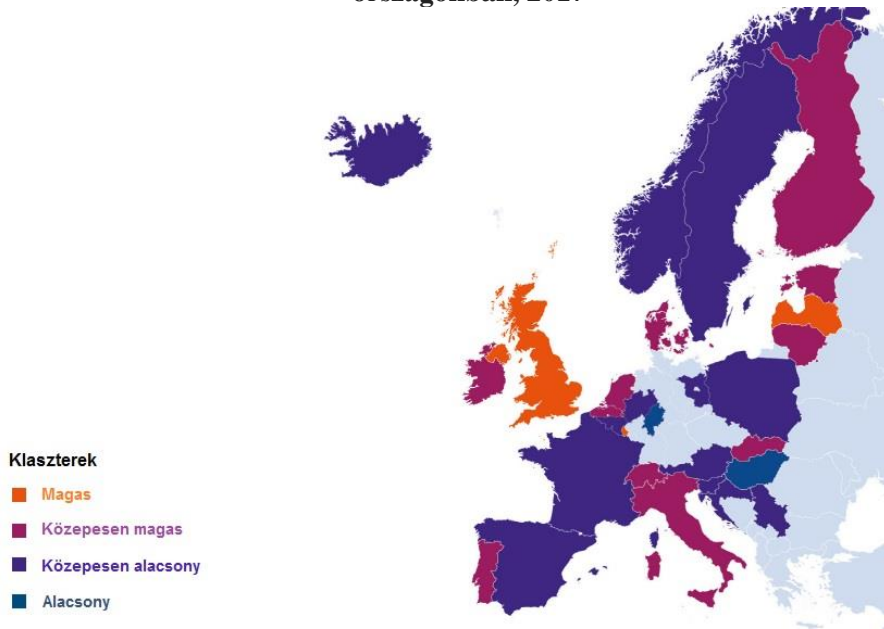 Klaszterek
Magas
Közepesen magas
Közepesen alacsony
Alacsony